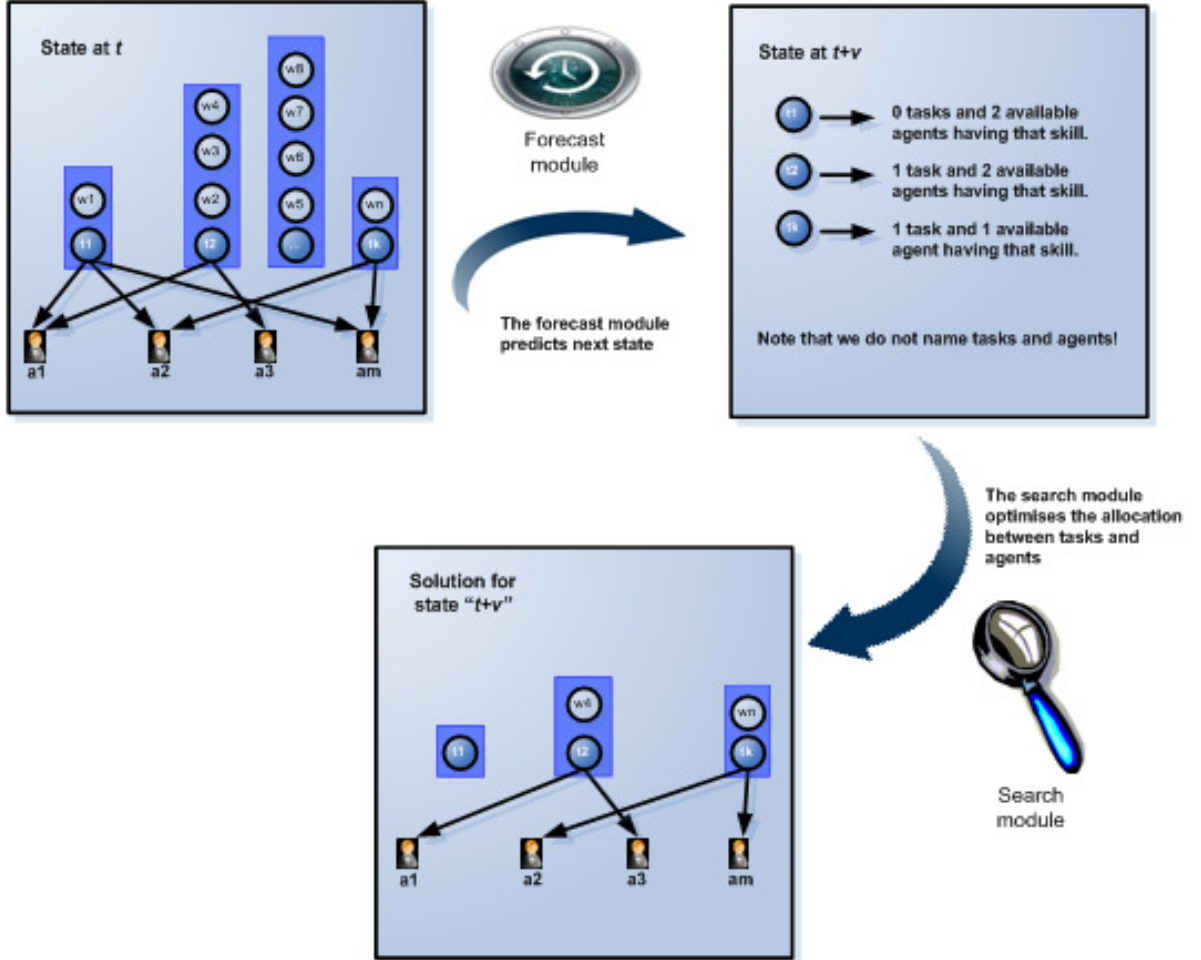 State at t
w8
w4
w7
w3
w6
w1
w2
w5
wn
t1
t2
...
tk
a1
a2
a3
am
Forecast
module
The forecast module
predicts next state
State at t+v
t1
0 tasks and 2 available
agents having that skill.
t2
1 task and 2 available
agents having that skill.
tk
1 task and 1 available
agent having that skill.
Note that we do not name tasks and agents!
The search module
optimises the allocation
between tasks and
agents
Search
module
Solution for
state “t+v”
w4
wn
t1
t2
tk
a1
a2
a3
am